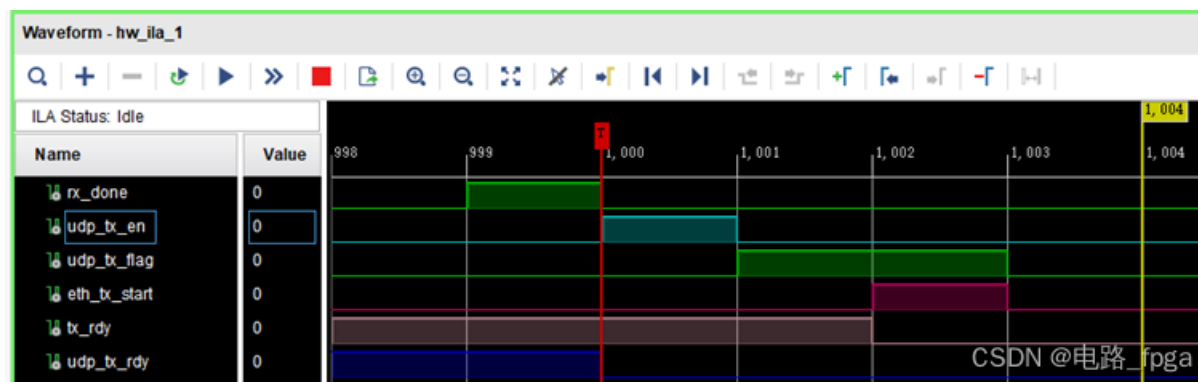 Waveform - hw_ila_1
ILA Status: Idle
1,004
Name Value 998 999 1,000 1,001 1,002 1,003 1,004
T
rx_done 0
udp_tx_en 0
udp_tx_flag 0
eth_tx_start 0
tx_rdy 0
udp_tx_rdy 0
CSDN @电路_fpga